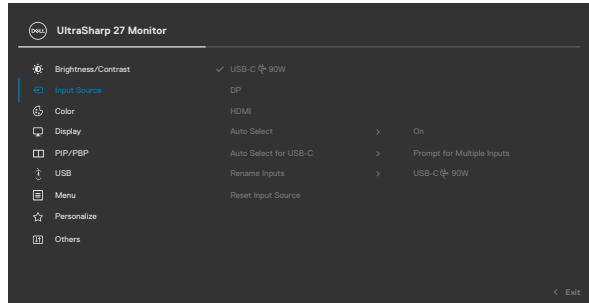 DELL UltraSharp 27 Monitor
Brightness/Contrast USB-C 90W
Input Source DP
Color HDMI
Display Auto Select > On
PIP/PBP Auto Select for USB-C > Prompt for Multiple Inputs
USB Rename Inputs > USB-C 90W
Menu Reset Input Source
Personalize
Others
< Exit